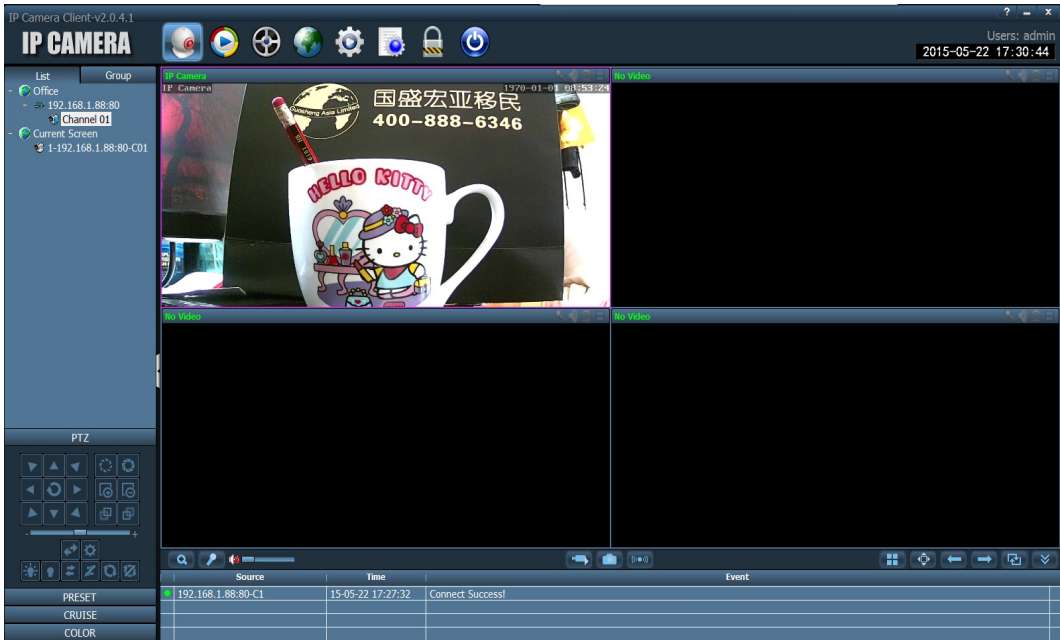 IP Camera Client-v2.0.4.1
? – x
IP CAMERA
Users: admin
2015-05-22 17:30:44
List Group
Office
192.168.1.88:80
Channel 01
Current Screen
1-192.168.1.88:80-C01
IP Camera
No Video
IP Camera
1970-01-01 08:53:24
Guosheng Asia Limited
国盛宏亚移民
400-888-6346
HELLO KITTY
No Video
No Video
PTZ
- +
PRESET
CRUISE
COLOR
Source Time Event
192.168.1.88:80-C1 15-05-22 17:27:32 Connect Success!